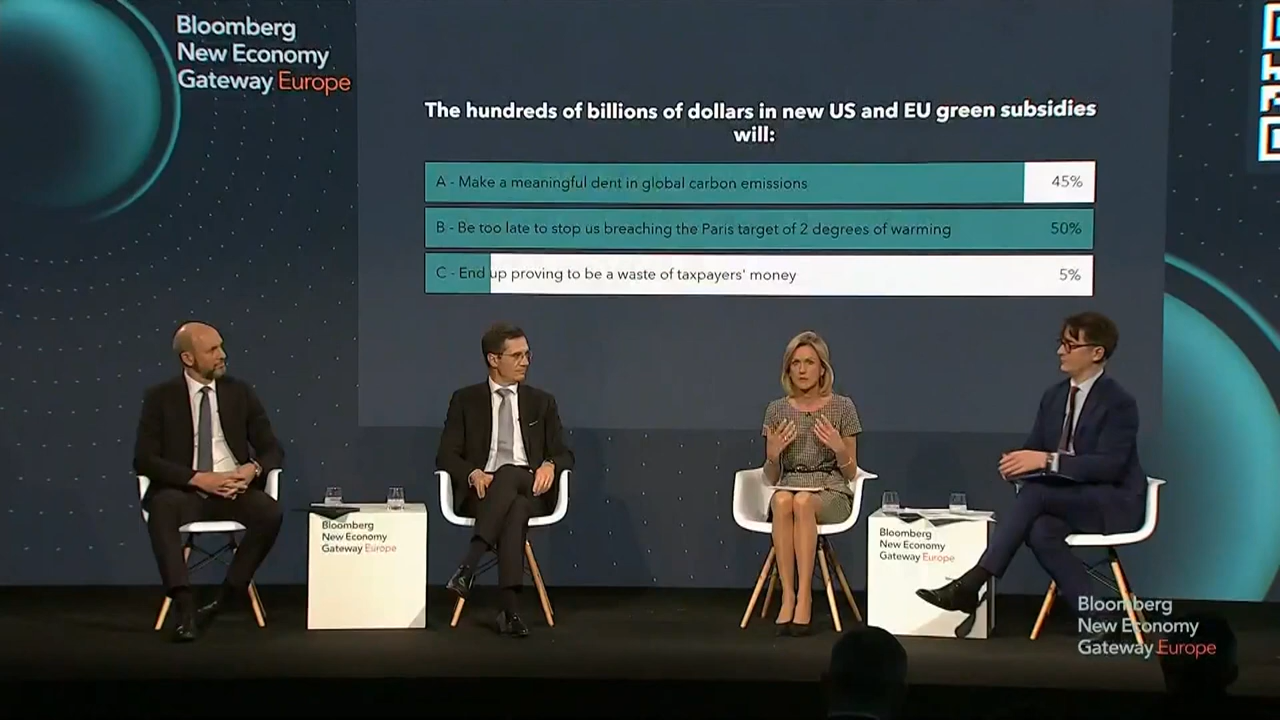 Bloomberg
New Economy
Gateway Europe
The hundreds of billions of dollars in new US and EU green subsidies
will:
A - Make a meaningful dent in global carbon emissions 45%
B - Be too late to stop us breaching the Paris target of 2 degrees of warming 50%
C - End up proving to be a waste of taxpayers' money 5%
Bloomberg
New Economy
Gateway Europe
Bloomberg
New Economy
Gateway Europe
Bloomberg
New Economy
Gateway Europe